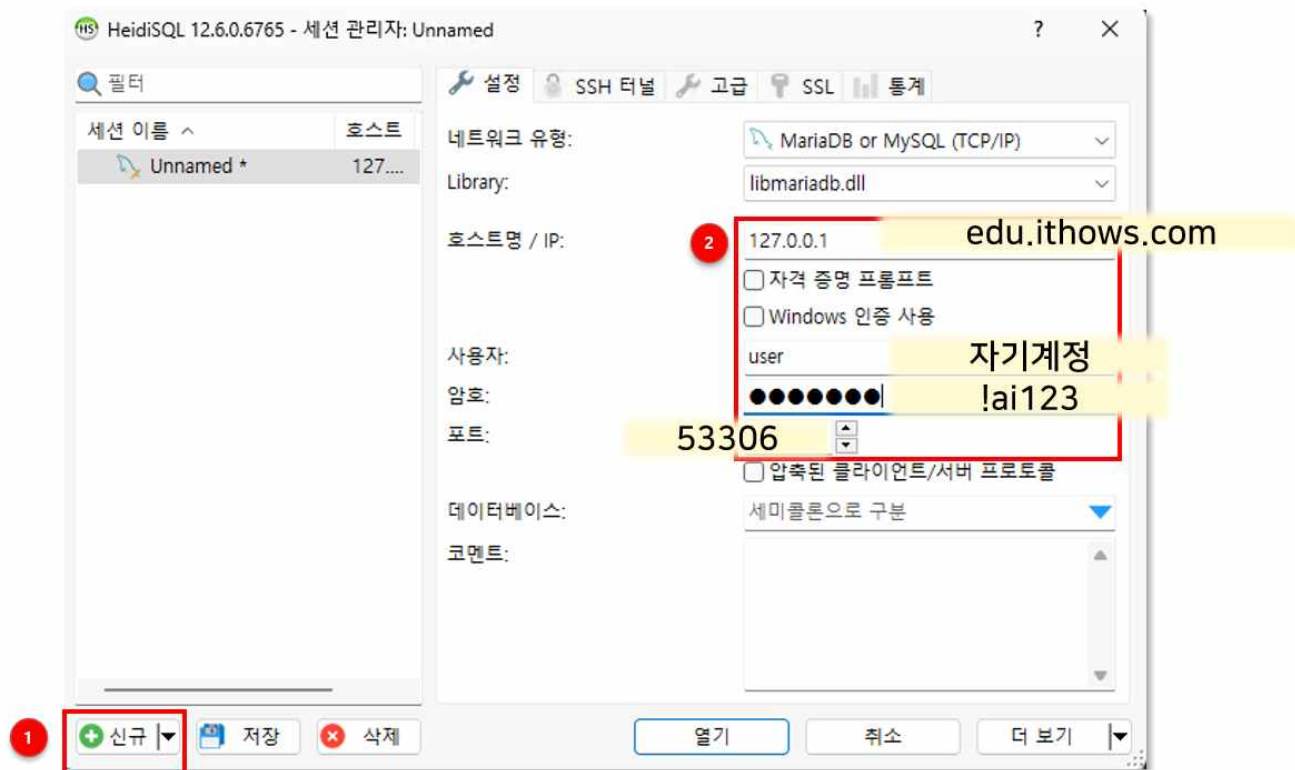 HeidiSQL 12.6.0.6765 - 세션 관리자: Unnamed
필터
세션 이름 호스트
Unnamed * 127....
설정 SSH 터널 고급 SSL 통계
네트워크 유형: MariaDB or MySQL (TCP/IP)
Library: libmariadb.dll
호스트명 / IP: 2 127.0.0.1 edu.ithows.com
자격 증명 프롬프트
Windows 인증 사용
사용자: user 자기계정
암호: ●●●●●●● !ai123
포트: 53306
압축된 클라이언트/서버 프로토콜
데이터베이스: 세미콜론으로 구분
코멘트:
1 신규 저장 삭제 열기 취소 더 보기